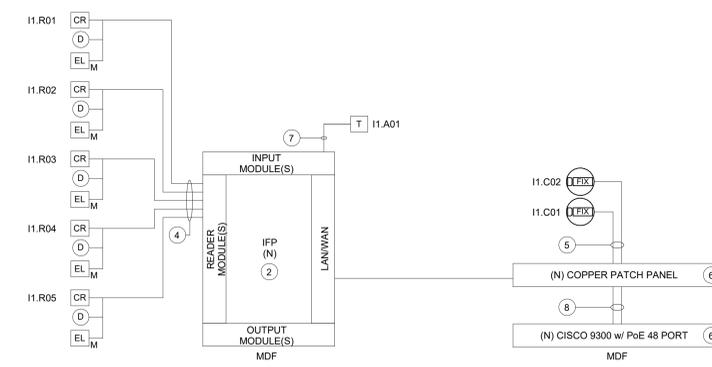 I1.R01 CR
D
EL M
I1.R02 CR
D
EL M
I1.R03 CR
D
EL M
I1.R04 CR
D
EL M
I1.R05 CR
D
EL M
4
7
T I1.A01
INPUT
MODULE(S)
READER
MODULE(S)
IFP
(N)
2
LAN/WAN
OUTPUT
MODULE(S)
MDF
I1.C02 FIX
I1.C01 FIX
5
(N) COPPER PATCH PANEL 6
8
(N) CISCO 9300 w/ PoE 48 PORT 6
MDF